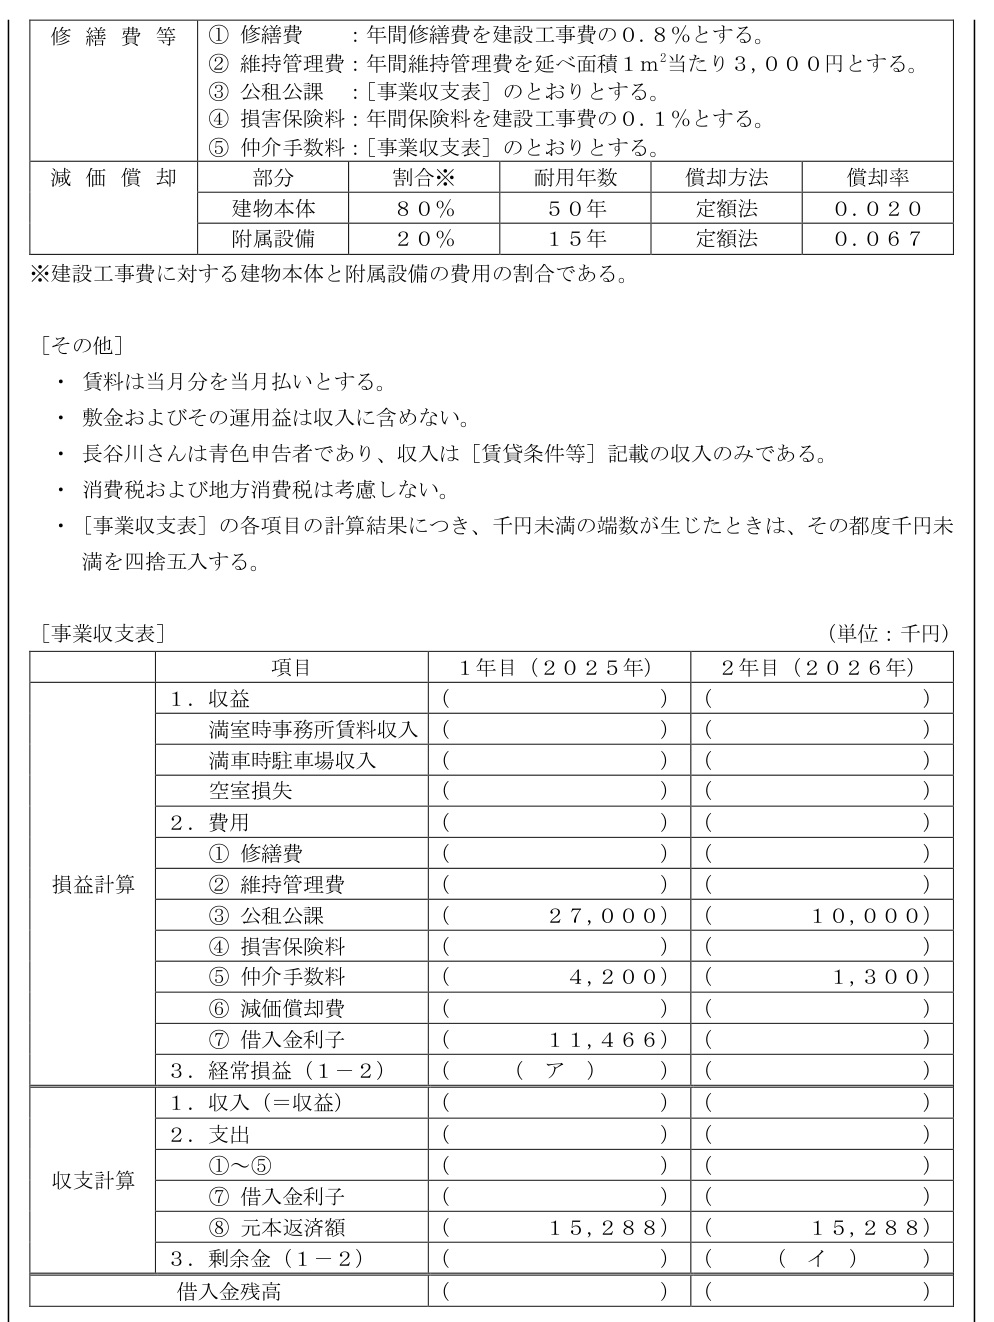 修繕費等
① 修繕費　　：年間修繕費を建設工事費の０.８％とする。
② 維持管理費：年間維持管理費を延べ面積１m²当たり３,０００円とする。
③ 公租公課　：［事業収支表］のとおりとする。
④ 損害保険料：年間保険料を建設工事費の０.１％とする。
⑤ 仲介手数料：［事業収支表］のとおりとする。
減価償却　部分　割合※　耐用年数　償却方法　償却率
建物本体　８０％　５０年　定額法　０.０２０
附属設備　２０％　１５年　定額法　０.０６７
※建設工事費に対する建物本体と附属設備の費用の割合である。
［その他］
・ 賃料は当月分を当月払いとする。
・ 敷金およびその運用益は収入に含めない。
・ 長谷川さんは青色申告者であり、収入は［賃貸条件等］記載の収入のみである。
・ 消費税および地方消費税は考慮しない。
・ ［事業収支表］の各項目の計算結果につき、千円未満の端数が生じたときは、その都度千円未
満を四捨五入する。
［事業収支表］　（単位：千円）
項目　１年目（２０２５年）　２年目（２０２６年）
損益計算
１．収益　（　）　（　）
満室時事務所賃料収入　（　）　（　）
満車時駐車場収入　（　）　（　）
空室損失　（　）　（　）
２．費用　（　）　（　）
① 修繕費　（　）　（　）
② 維持管理費　（　）　（　）
③ 公租公課　（　２７,０００）　（　１０,０００）
④ 損害保険料　（　）　（　）
⑤ 仲介手数料　（　４,２００）　（　１,３００）
⑥ 減価償却費　（　）　（　）
⑦ 借入金利子　（　１１,４６６）　（　）
３．経常損益（１－２）　（　（　ア　）　）　（　）
収支計算
１．収入（＝収益）　（　）　（　）
２．支出　（　）　（　）
①～⑤　（　）　（　）
⑦ 借入金利子　（　）　（　）
⑧ 元本返済額　（　１５,２８８）　（　１５,２８８）
３．剰余金（１－２）　（　）　（　（　イ　）　）
借入金残高　（　）　（　）